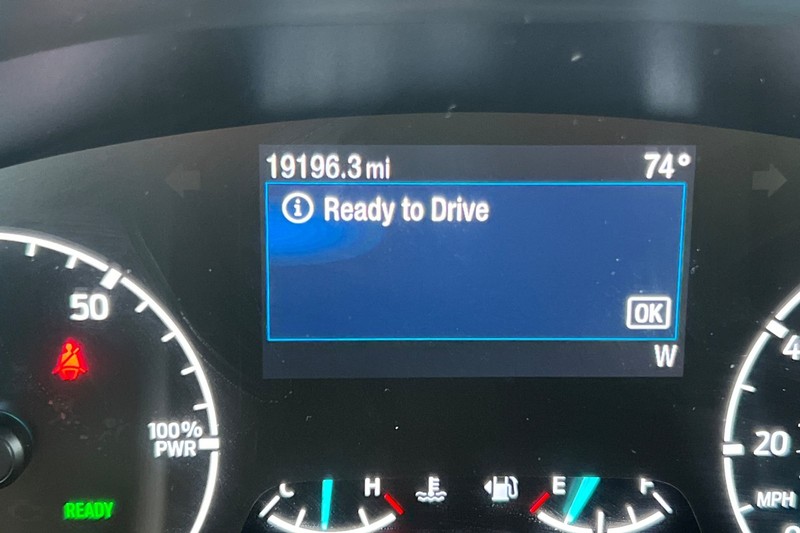 19196.3 mi 74°
Ready to Drive
OK
W
50
100%
PWR
READY
C H E F
20
MPH